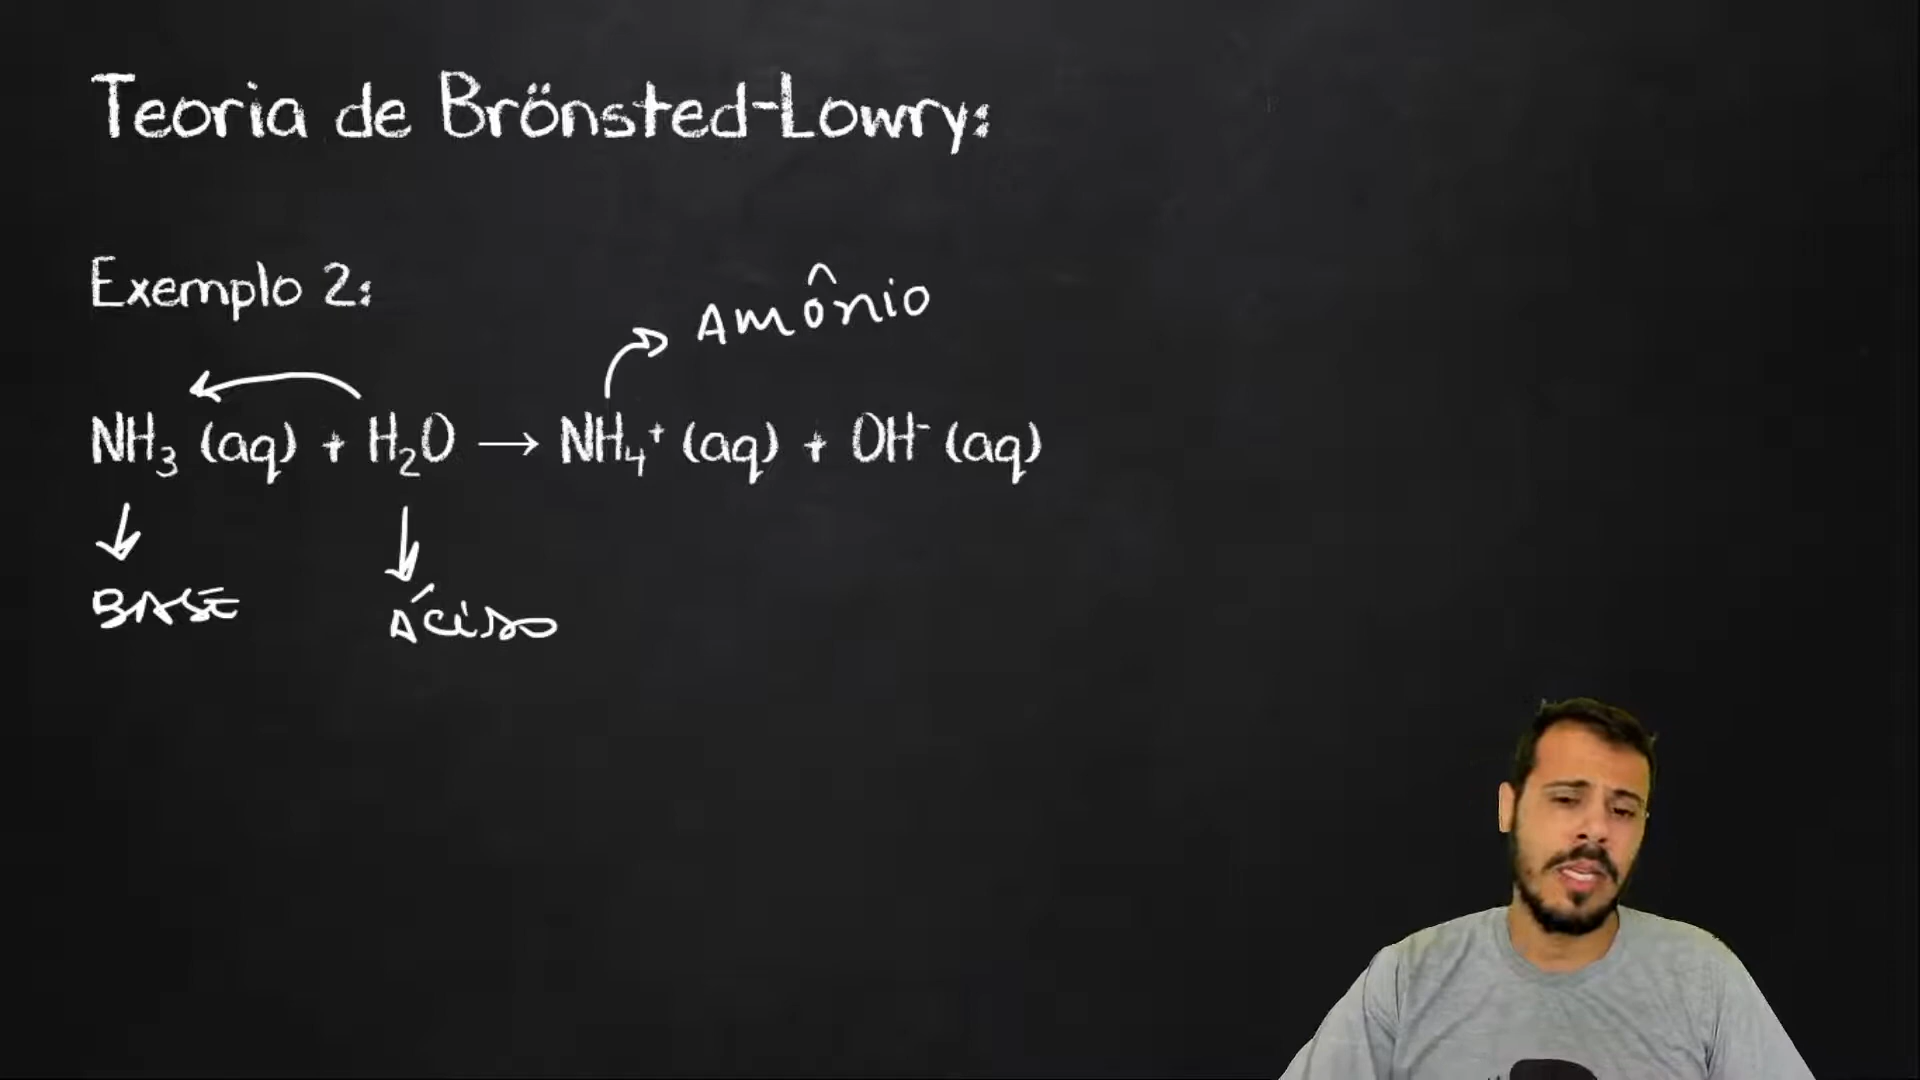 Teoria de Brönsted-Lowry:
Exemplo 2:
Amônio
NH₃ (aq) + H₂O → NH₄⁺ (aq) + OH⁻ (aq)
BASE
ÁCIDO